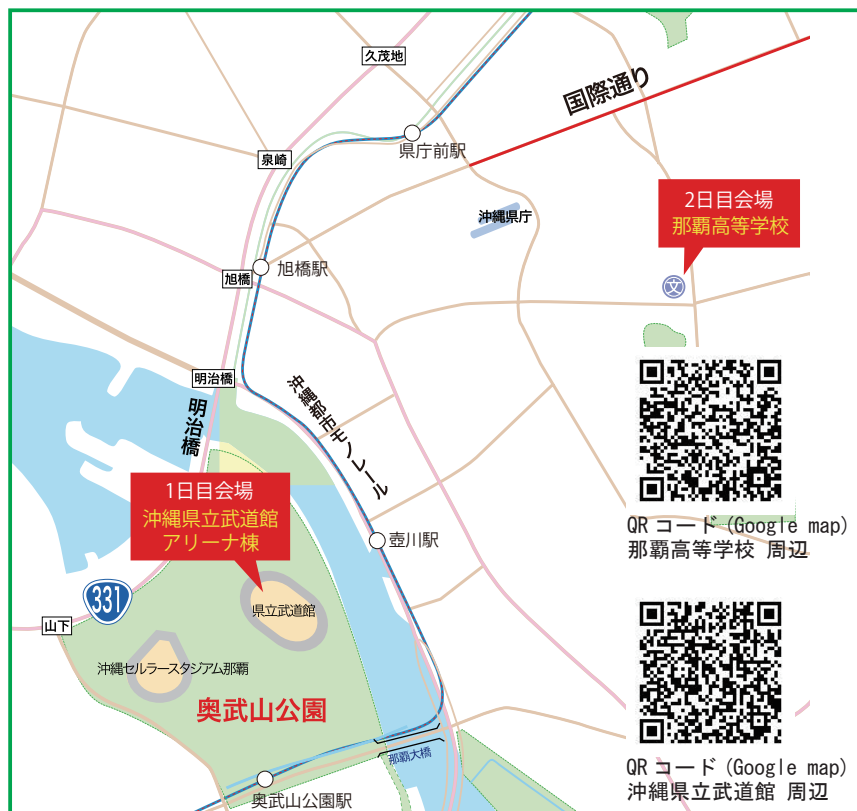 久茂地
国際通り
県庁前駅
泉崎
2日目会場
那覇高等学校
沖縄県庁
旭橋駅
旭橋
文
明治橋
明治橋
沖縄都市モノレール
1日目会場
沖縄県立武道館
アリーナ棟
QR コード (Google map)
那覇高等学校 周辺
壺川駅
331
県立武道館
山下
沖縄セルラースタジアム那覇
奥武山公園
那覇大橋
QR コード (Google map)
沖縄県立武道館 周辺
奥武山公園駅